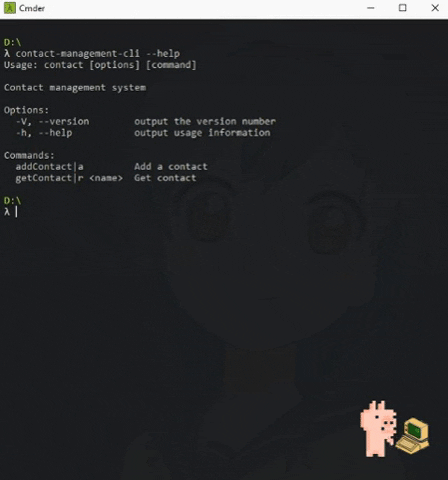 Cmder
D:\
λ contact-management-cli --help
Usage: contact [options] [command]
Contact management system
Options:
-V, --version output the version number
-h, --help output usage information
Commands:
addContact|a Add a contact
getContact|r <name> Get contact
D:\
λ